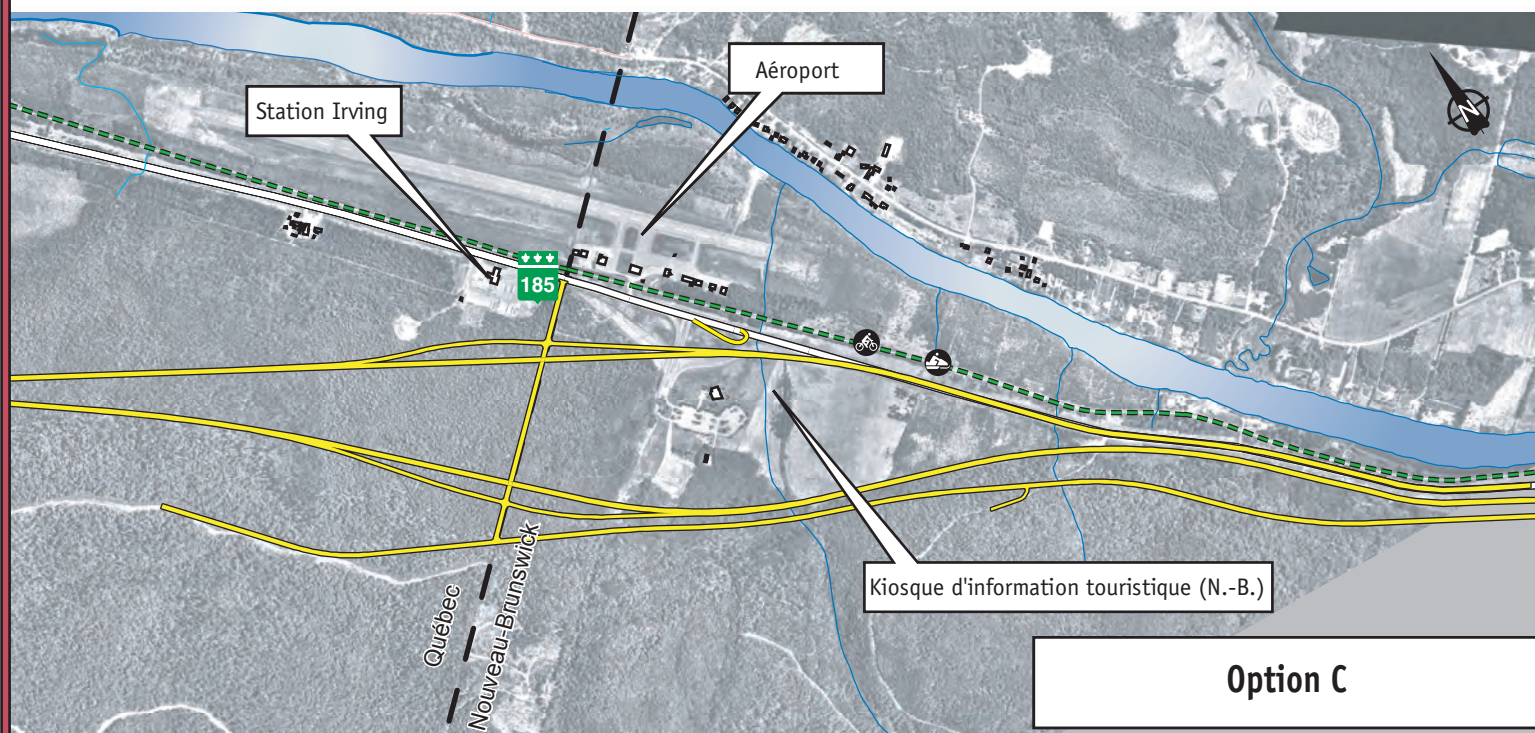 Aéroport
Station Irving
N
185
Kiosque d'information touristique (N.-B.)
Québec
Nouveau-Brunswick
Option C